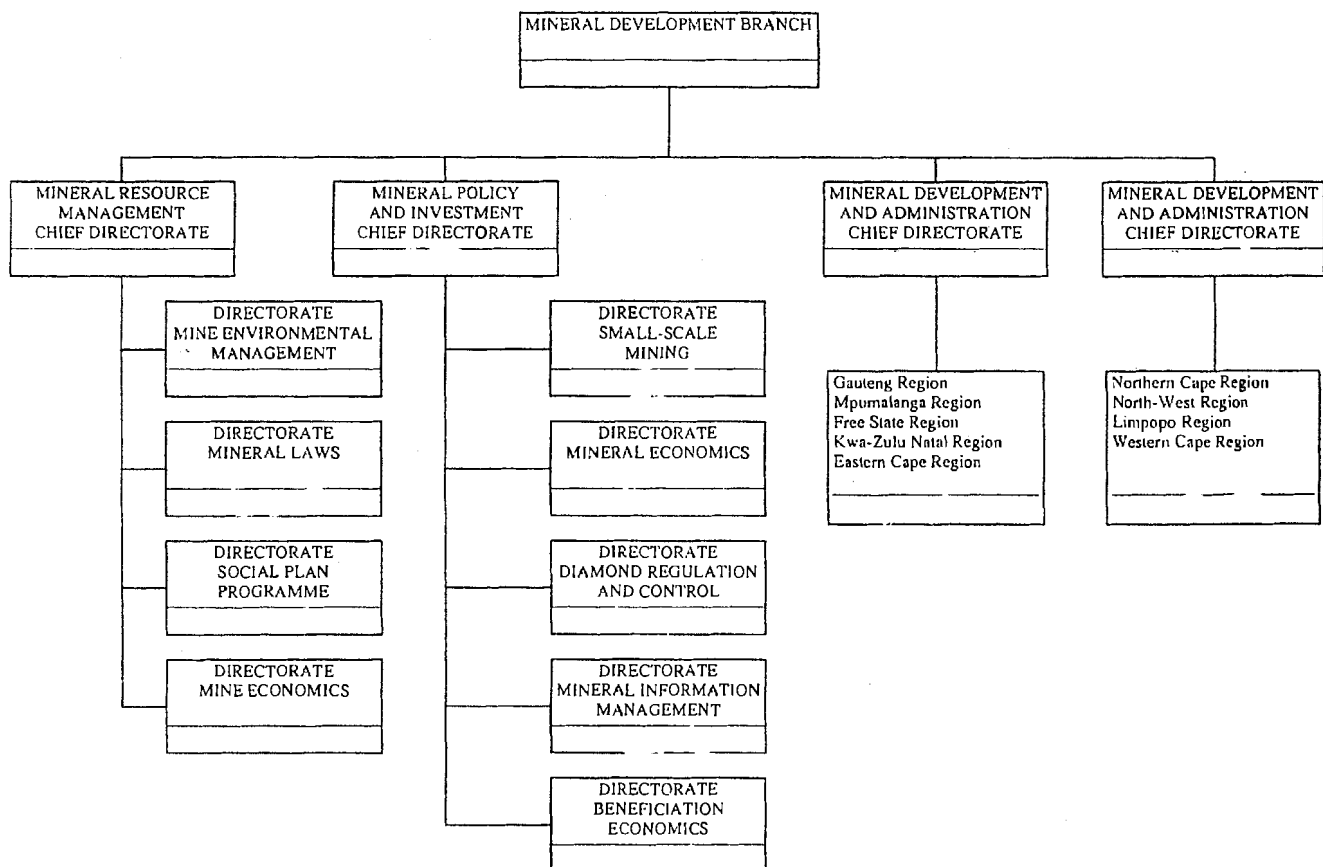 MINERAL DEVELOPMENT BRANCH
MINERAL RESOURCE
MANAGEMENT
CHIEF DIRECTORATE
MINERAL POLICY
AND INVESTMENT
CHIEF DIRECTORATE
MINERAL DEVELOPMENT
AND ADMINISTRATION
CHIEF DIRECTORATE
MINERAL DEVELOPMENT
AND ADMINISTRATION
CHIEF DIRECTORATE
DIRECTORATE
MINE ENVIRONMENTAL
MANAGEMENT
DIRECTORATE
MINERAL LAWS
DIRECTORATE
SOCIAL PLAN
PROGRAMME
DIRECTORATE
MINE ECONOMICS
DIRECTORATE
SMALL-SCALE
MINING
DIRECTORATE
MINERAL ECONOMICS
DIRECTORATE
DIAMOND REGULATION
AND CONTROL
DIRECTORATE
MINERAL INFORMATION
MANAGEMENT
DIRECTORATE
BENEFICIATION
ECONOMICS
Gauteng Region
Mpumalanga Region
Free State Region
Kwa-Zulu Natal Region
Eastern Cape Region
Northern Cape Region
North-West Region
Limpopo Region
Western Cape Region